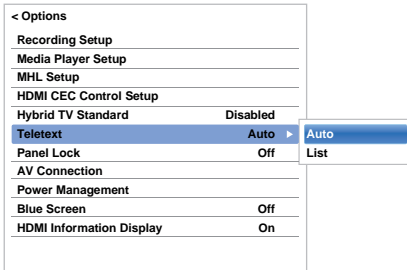 < Options
Recording Setup
Media Player Setup
MHL Setup
HDMI CEC Control Setup
Hybrid TV Standard Disabled
Teletext Auto Auto
Panel Lock Off List
AV Connection
Power Management
Blue Screen Off
HDMI Information Display On